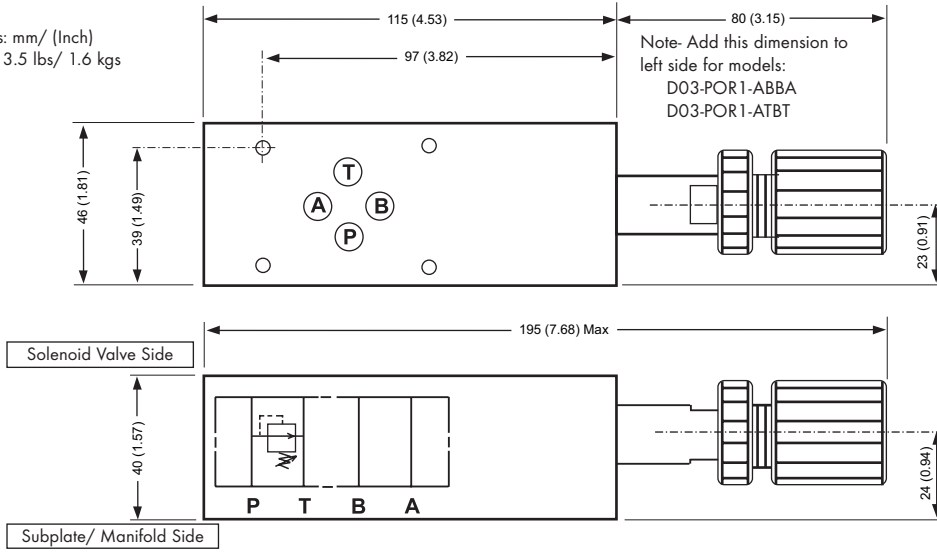 115 (4.53)
80 (3.15)
s: mm/ (Inch)
3.5 lbs/ 1.6 kgs
97 (3.82)
Note- Add this dimension to
left side for models:
D03-POR1-ABBA
D03-POR1-ATBT
46 (1.81)
39 (1.49)
T
A
B
P
23 (0.91)
195 (7.68) Max
Solenoid Valve Side
40 (1.57)
24 (0.94)
P T B A
Subplate/ Manifold Side